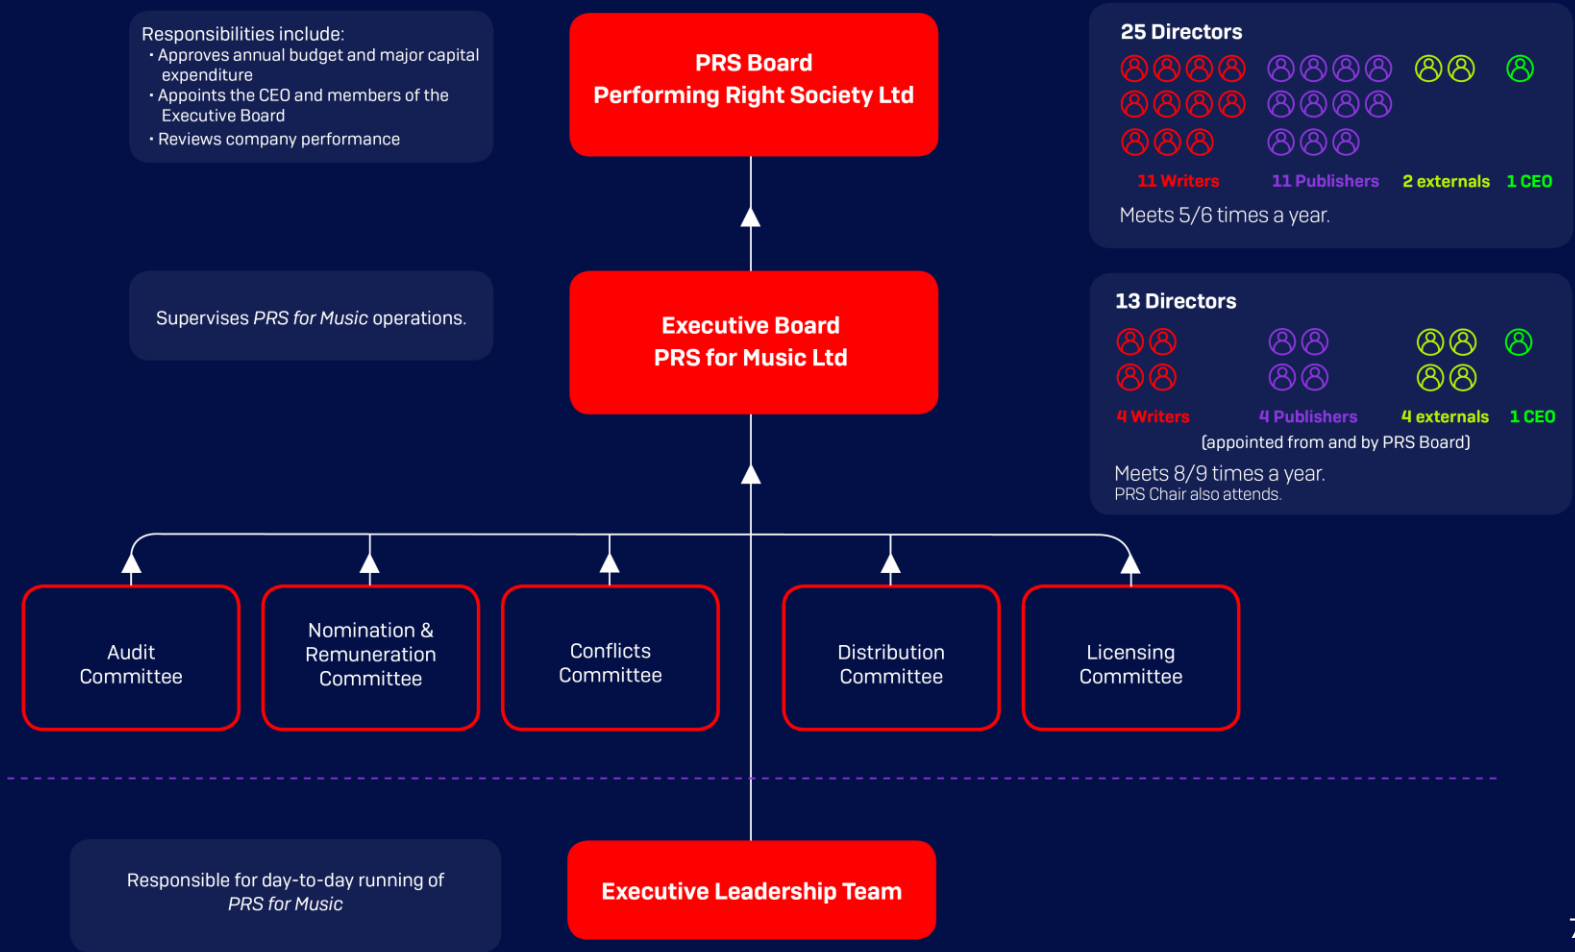 Responsibilities include:
· Approves annual budget and major capital
expenditure
· Appoints the CEO and members of the
Executive Board
· Reviews company performance
PRS Board
Performing Right Society Ltd
25 Directors
11 Writers
11 Publishers
2 externals
1 CEO
Meets 5/6 times a year.
Supervises PRS for Music operations.
Executive Board
PRS for Music Ltd
13 Directors
4 Writers
4 Publishers
4 externals
1 CEO
(appointed from and by PRS Board)
Meets 8/9 times a year.
PRS Chair also attends.
Audit
Committee
Nomination &
Remuneration
Committee
Conflicts
Committee
Distribution
Committee
Licensing
Committee
Responsible for day-to-day running of
PRS for Music
Executive Leadership Team